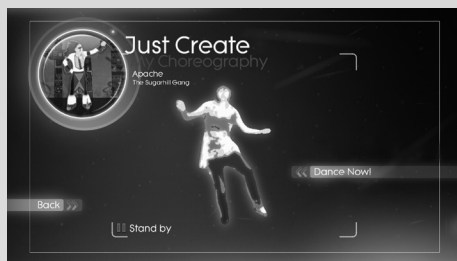 Just Create
My Choreography
Apache
The Sugarhill Gang
Dance Now!
Back
Stand by